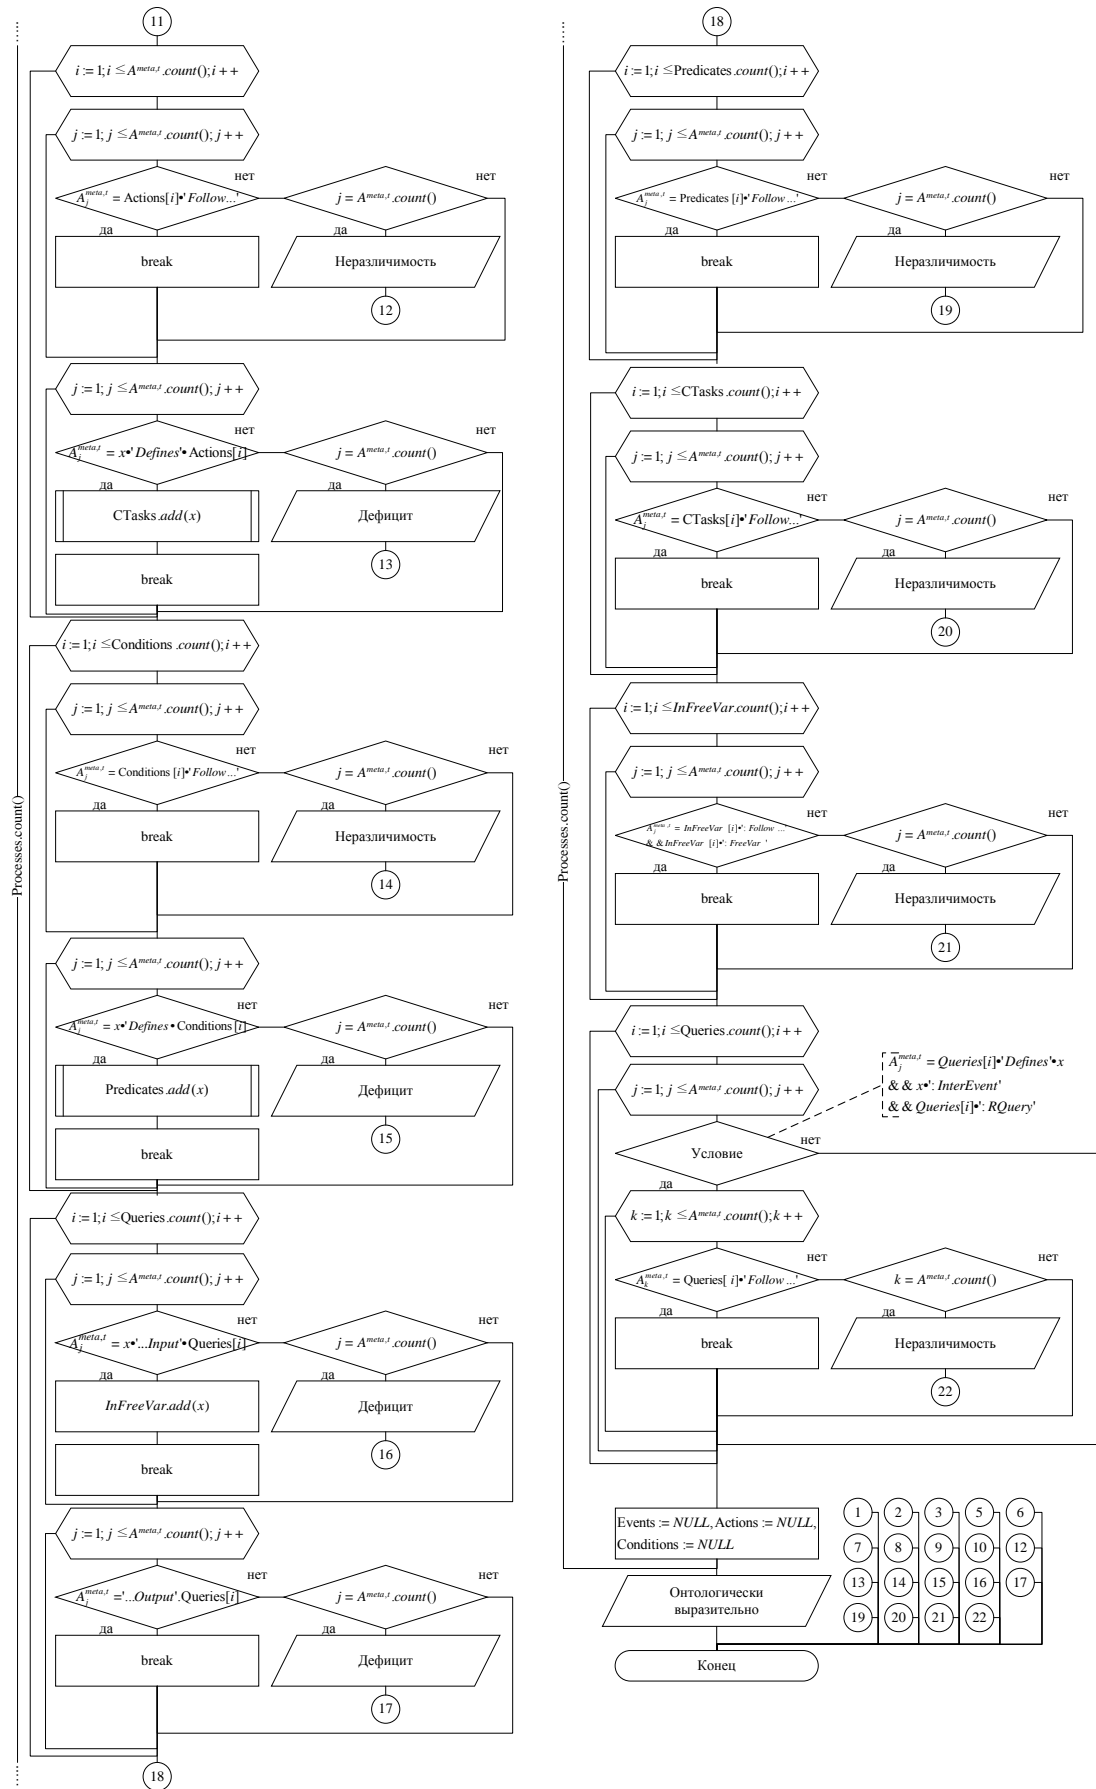 11
i := 1; i ≤ A^{meta,t}.count(); i + +
j := 1; j ≤ A^{meta,t}.count(); j + +
нет
нет
A_j^{meta,t} = Actions[i]•'Follow...'
j = A^{meta,t}.count()
да
да
break
Неразличимость
12
j := 1; j ≤ A^{meta,t}.count(); j + +
нет
нет
A_j^{meta,t} = x•'Defines'• Actions[i]
j = A^{meta,t}.count()
да
да
CTasks.add(x)
Дефицит
13
break
i := 1; i ≤ Conditions.count(); i + +
j := 1; j ≤ A^{meta,t}.count(); j + +
нет
нет
A_j^{meta,t} = Conditions [i]•'Follow...'
j = A^{meta,t}.count()
да
да
break
Неразличимость
14
j := 1; j ≤ A^{meta,t}.count(); j + +
нет
нет
A_j^{meta,t} = x•'Defines • Conditions [i]
j = A^{meta,t}.count()
да
да
Predicates.add(x)
Дефицит
15
break
i := 1; i ≤ Queries.count(); i + +
j := 1; j ≤ A^{meta,t}.count(); j + +
нет
нет
A_j^{meta,t} = x•'...Input'• Queries[i]
j = A^{meta,t}.count()
да
да
InFreeVar.add(x)
Дефицит
16
break
j := 1; j ≤ A^{meta,t}.count(); j + +
нет
нет
A_j^{meta,t} ='...Output'.Queries[i]
j = A^{meta,t}.count()
да
да
break
Дефицит
17
18
Processes.count()
18
i := 1; i ≤ Predicates.count(); i + +
j := 1; j ≤ A^{meta,t}.count(); j + +
нет
нет
A_j^{meta,t} = Predicates [i]•'Follow...'
j = A^{meta,t}.count()
да
да
break
Неразличимость
19
i := 1; i ≤ CTasks.count(); i + +
j := 1; j ≤ A^{meta,t}.count(); j + +
нет
нет
A_j^{meta,t} = CTasks[i]•'Follow...'
j = A^{meta,t}.count()
да
да
break
Неразличимость
20
i := 1; i ≤ InFreeVar.count(); i + +
j := 1; j ≤ A^{meta,t}.count(); j + +
нет
нет
A_j^{meta,t} = InFreeVar [i]•': Follow ...'
& & InFreeVar [i]•': FreeVar '
j = A^{meta,t}.count()
да
да
break
Неразличимость
21
i := 1; i ≤ Queries.count(); i + +
j := 1; j ≤ A^{meta,t}.count(); j + +
A_j^{meta,t} = Queries[i]•'Defines'• x
& & x•': InterEvent'
& & Queries[i]•': RQuery'
Условие
нет
да
k := 1; k ≤ A^{meta,t}.count(); k + +
нет
нет
A_k^{meta,t} = Queries[ i]•'Follow...'
k = A^{meta,t}.count()
да
да
break
Неразличимость
22
Processes.count()
Events := NULL, Actions := NULL,
Conditions := NULL
Онтологически
выразительно
Конец
1 2 3 5 6
7 8 9 10 12
13 14 15 16 17
19 20 21 22